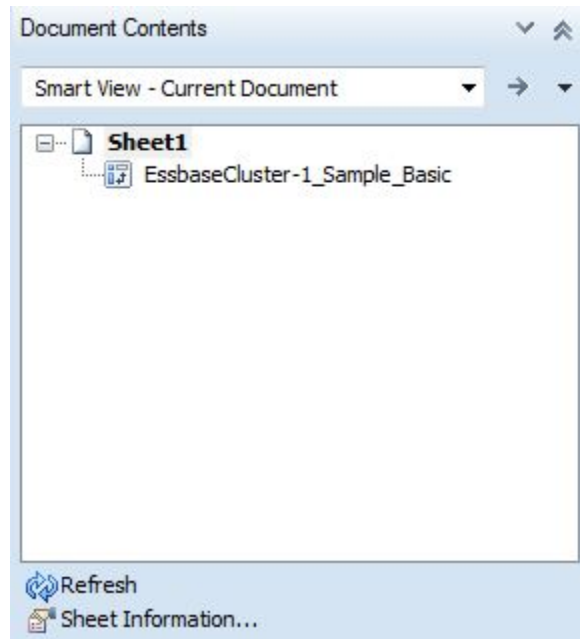 Document Contents
Smart View - Current Document
Sheet1
EssbaseCluster-1_Sample_Basic
Refresh
Sheet Information...